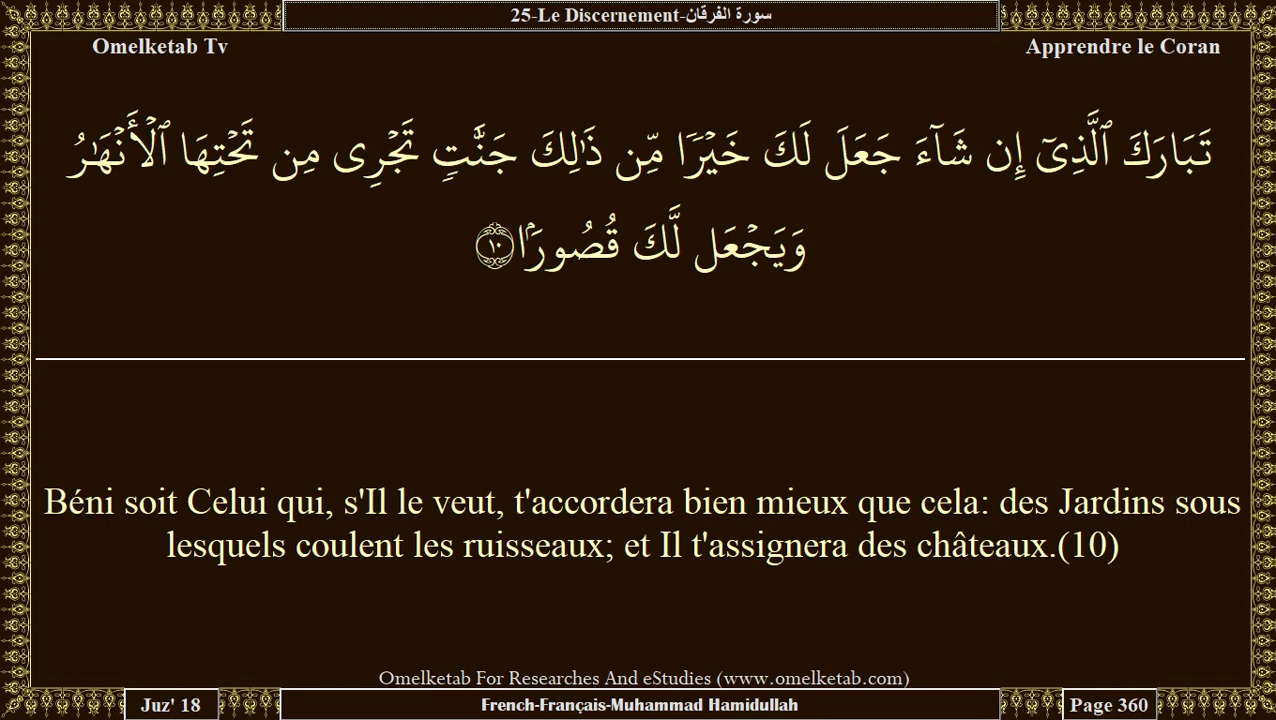 25-Le Discernement-سورة الفرقان
Omelketab Tv
Apprendre le Coran
تَبَارَكَ ٱلَّذِىٓ إِن شَآءَ جَعَلَ لَكَ خَيْرًا مِّن ذَٰلِكَ جَنَّٰتٍ تَجْرِى مِن تَحْتِهَا ٱلْأَنْهَٰرُ
وَيَجْعَل لَّكَ قُصُورًۢا ١٠
Béni soit Celui qui, s'Il le veut, t'accordera bien mieux que cela: des Jardins sous
lesquels coulent les ruisseaux; et Il t'assignera des châteaux.(10)
Omelketab For Researches And eStudies (www.omelketab.com)
Juz' 18
French-Français-Muhammad Hamidullah
Page 360